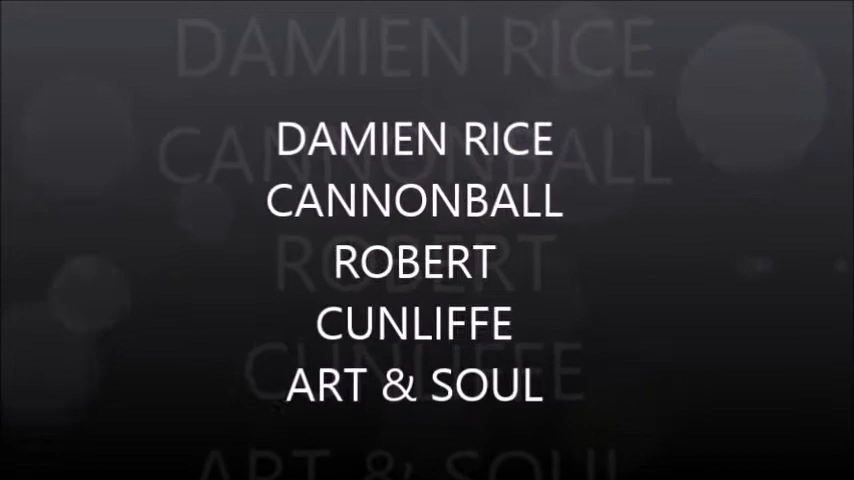 DAMIEN RICE
CANNONBALL
ROBERT
CUNLIFFE
ART & SOUL